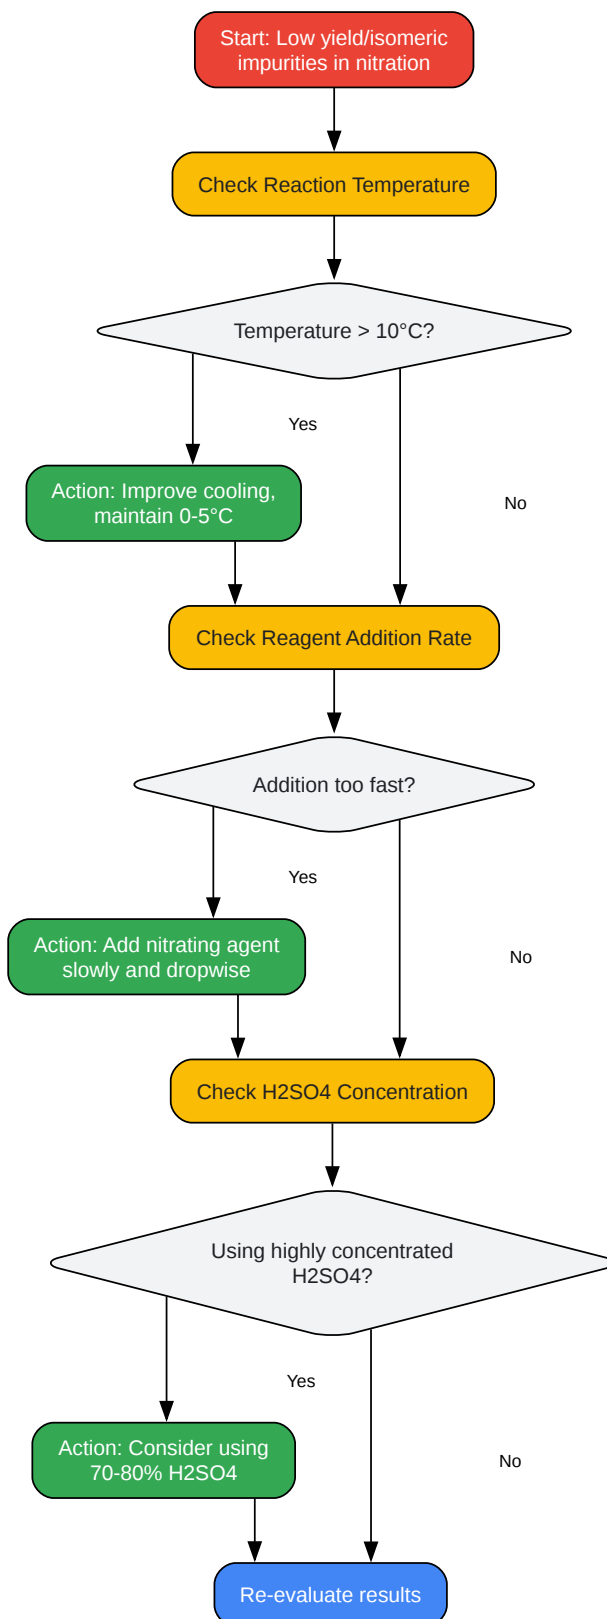 Start: Low yield/isomeric
impurities in nitration
Check Reaction Temperature
Temperature > 10°C?
Yes
Action: Improve cooling,
maintain 0-5°C
No
Check Reagent Addition Rate
Addition too fast?
Yes
Action: Add nitrating agent
slowly and dropwise
No
Check H2SO4 Concentration
Using highly concentrated
H2SO4?
Yes
Action: Consider using
70-80% H2SO4
No
Re-evaluate results